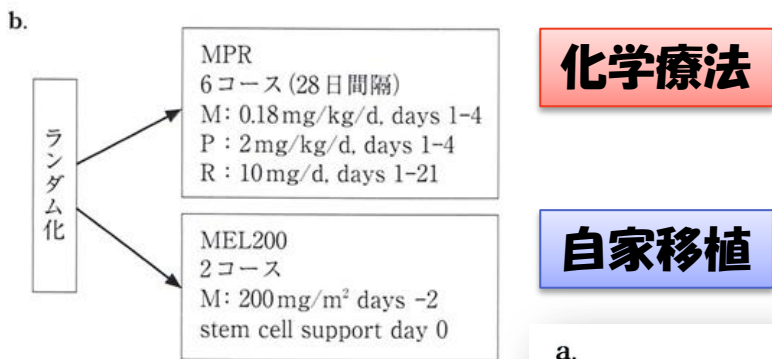 b.
ランダム化
MPR
6コース(28日間隔)
M: 0.18mg/kg/d, days 1-4
P : 2mg/kg/d, days 1-4
R : 10mg/d, days 1-21
化学療法
MEL200
2コース
M: 200mg/m² days -2
stem cell support day 0
自家移植
a.